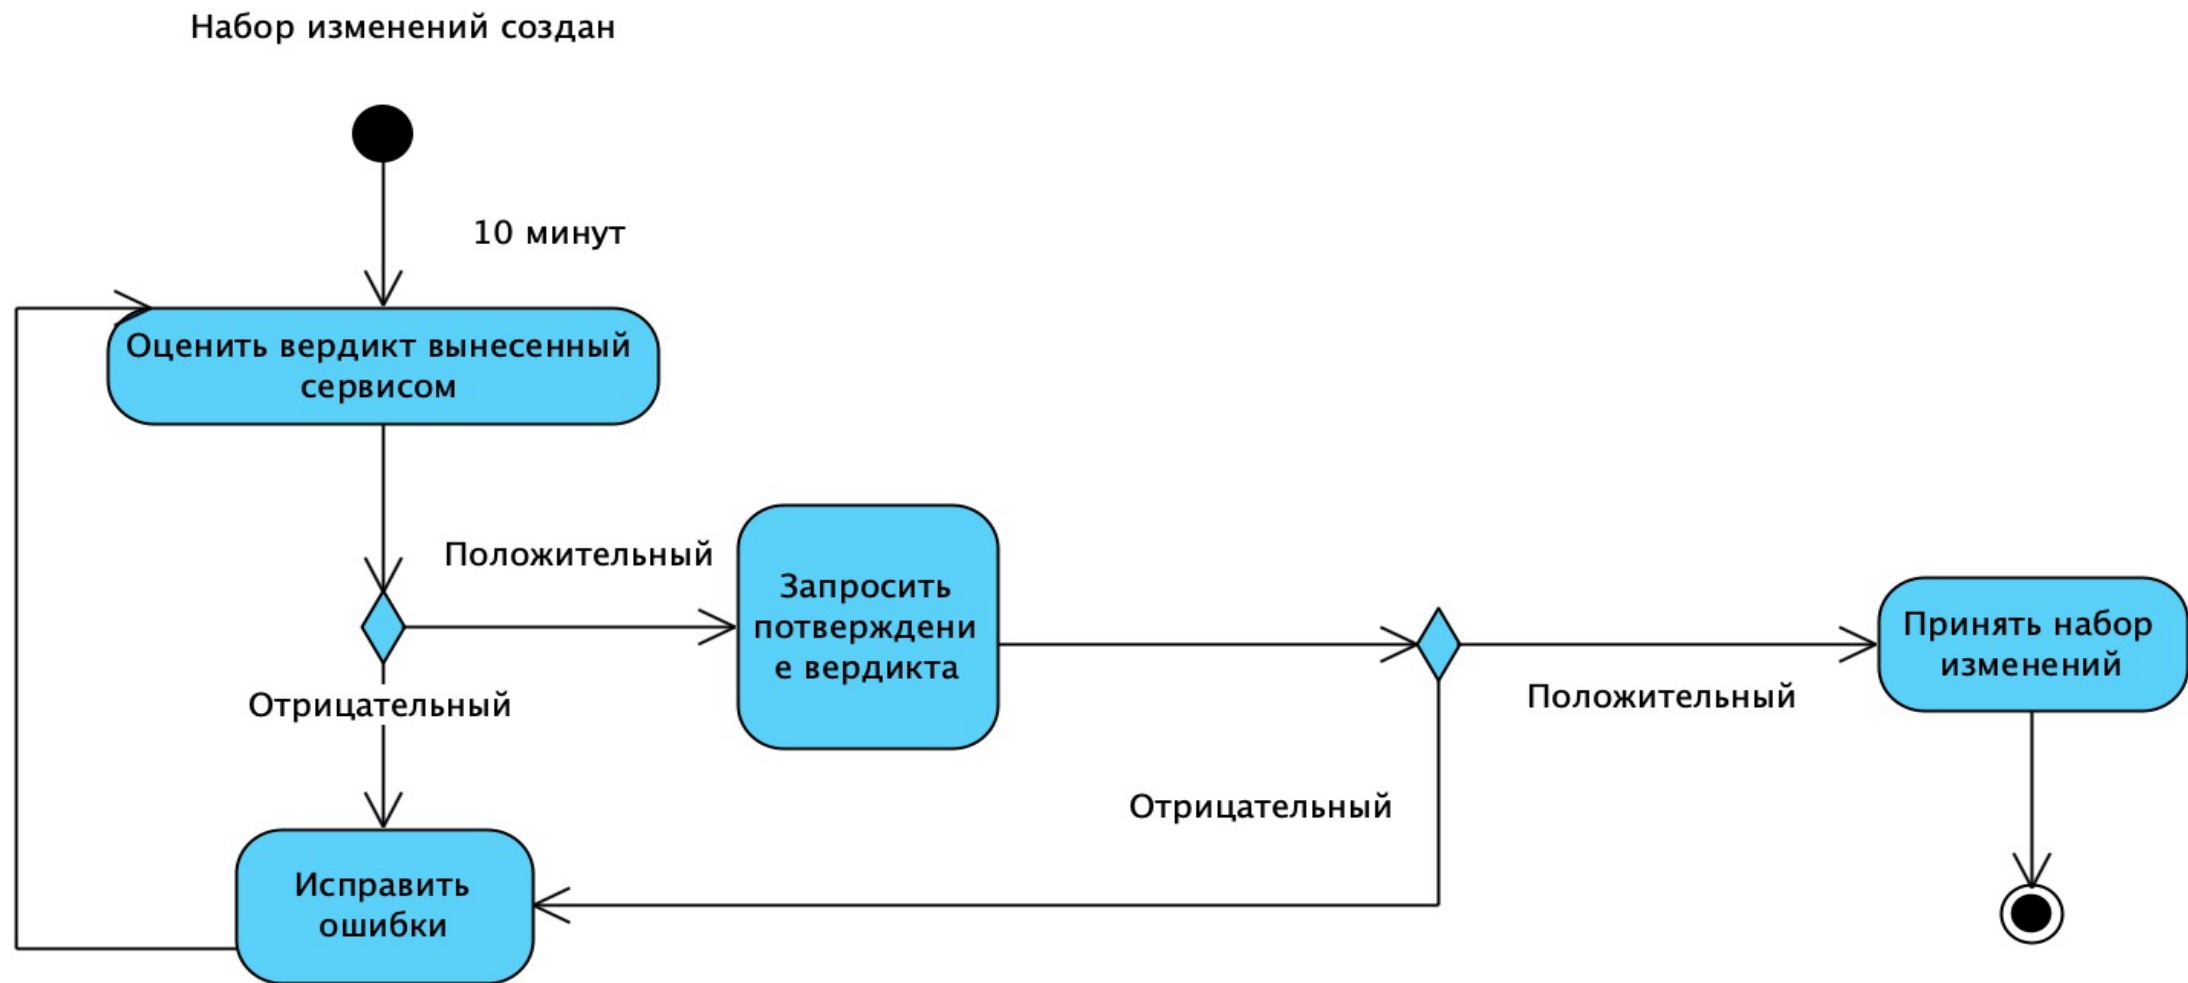 Набор изменений создан
10 минут
Оценить вердикт вынесенный
сервисом
Положительный
Запросить
потверждени
е вердикта
Отрицательный
Принять набор
изменений
Положительный
Отрицательный
Исправить
ошибки